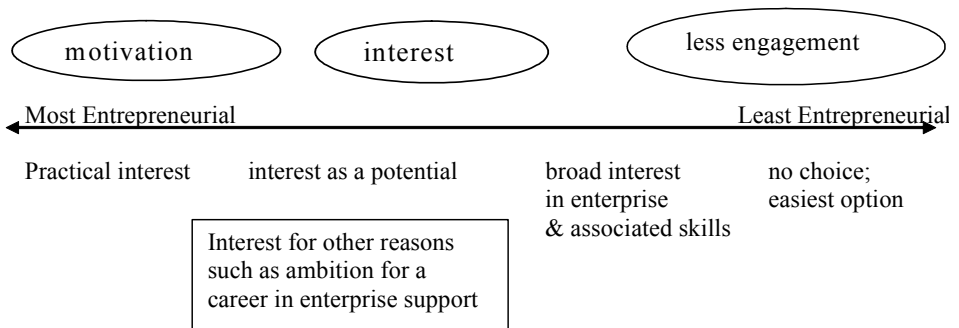 motivation
interest
less engagement
Most Entrepreneurial
Least Entrepreneurial
Practical interest
interest as a potential
broad interest
in enterprise
& associated skills
no choice;
easiest option
Interest for other reasons
such as ambition for a
career in enterprise support